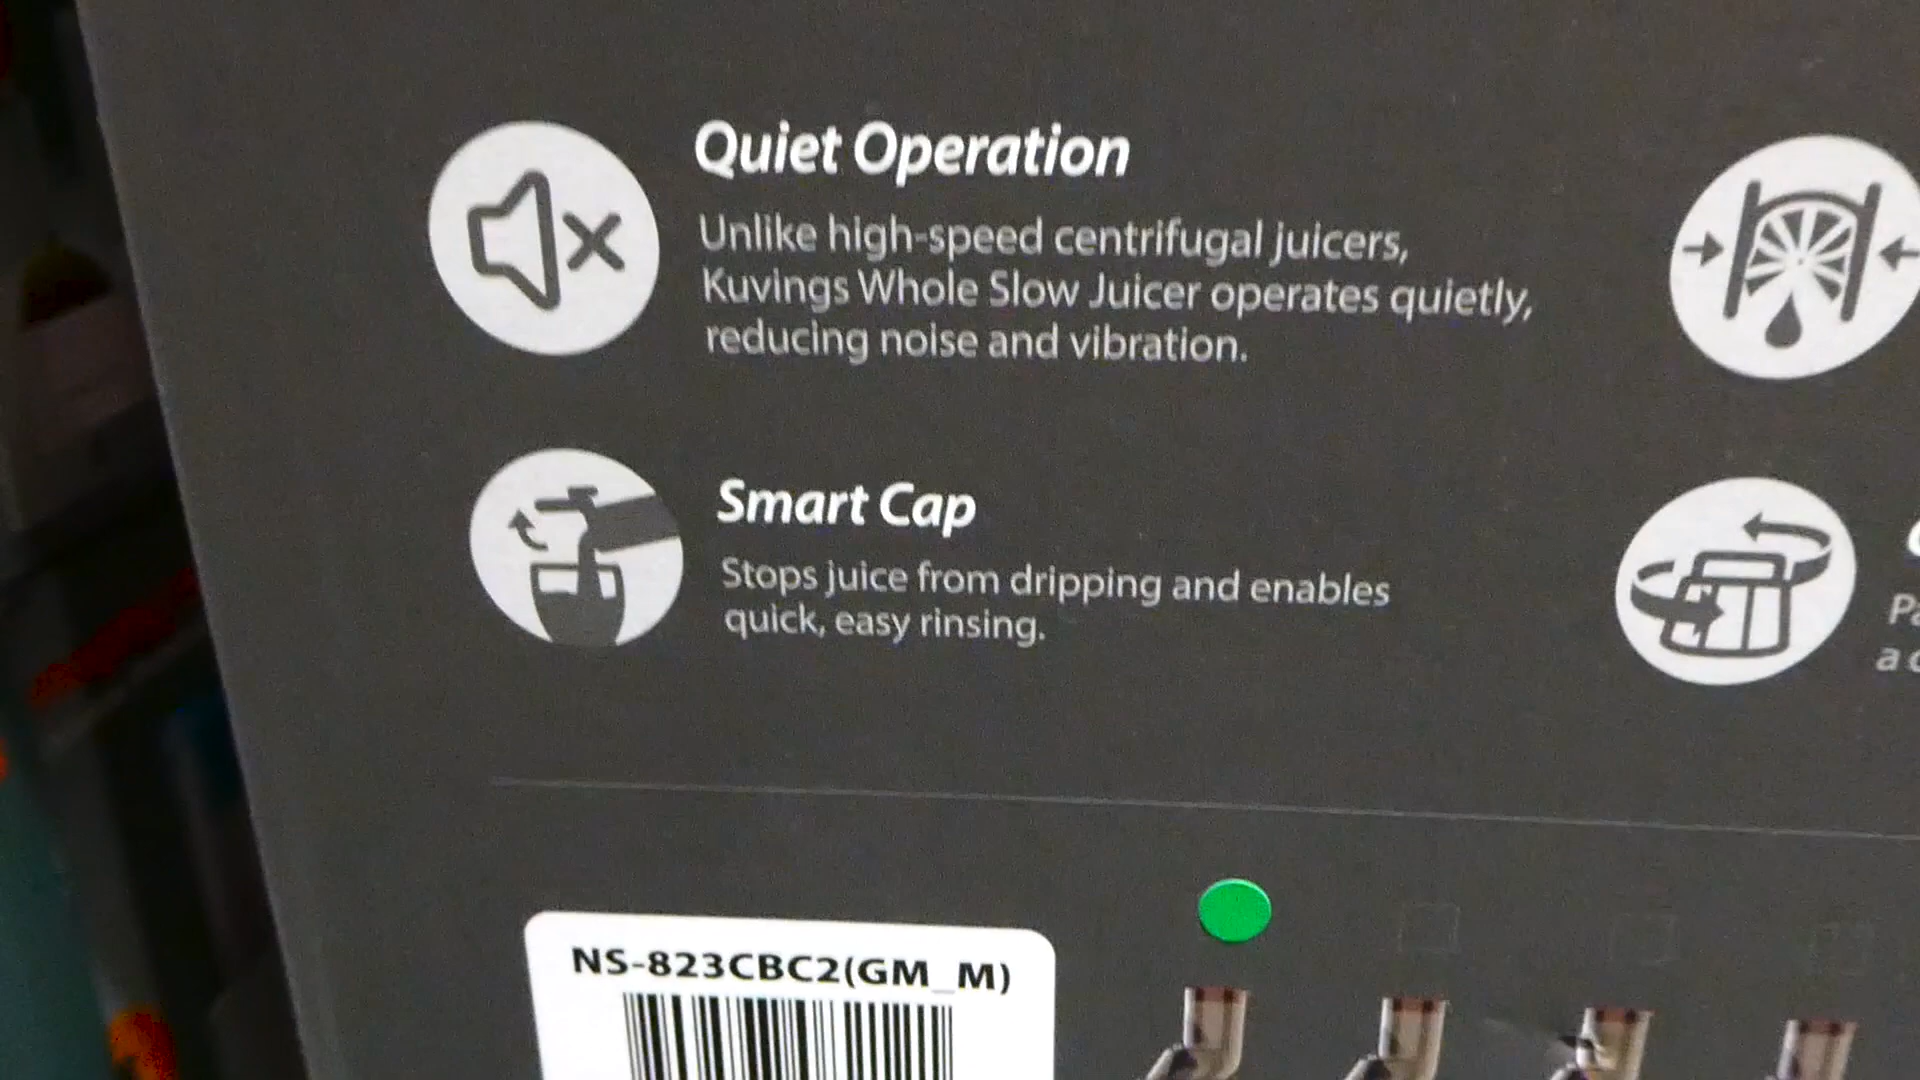 Quiet Operation
Unlike high-speed centrifugal juicers,
Kuvings Whole Slow Juicer operates quietly,
reducing noise and vibration.
Smart Cap
Stops juice from dripping and enables
quick, easy rinsing.
NS-823CBC2(GM_M)